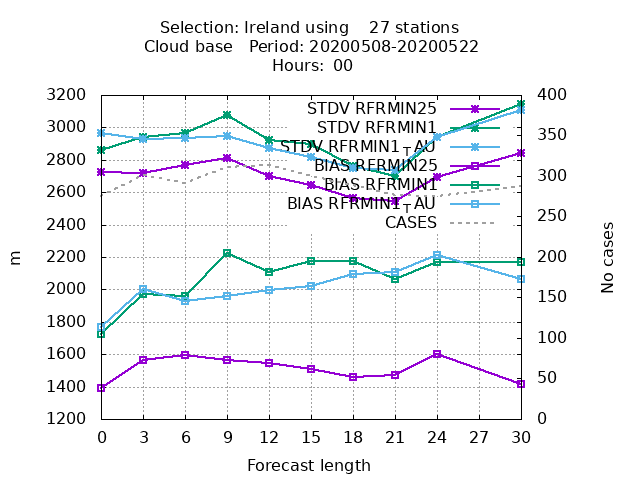 Selection: Ireland using 27 stations
Cloud base Period: 20200508-20200522
Hours: 00
3200
3000
2800
2600
2400
2200
2000
1800
1600
1400
1200
m
400
350
300
250
200
150
100
50
0
No cases
STDV RFRMIN25
STDV RFRMIN1
STDV RFRMIN1_AU
BIAS RFRMIN25
BIAS RFRMIN1
BIAS RFRMIN1_AU
CASES
0 3 6 9 12 15 18 21 24 27 30
Forecast length